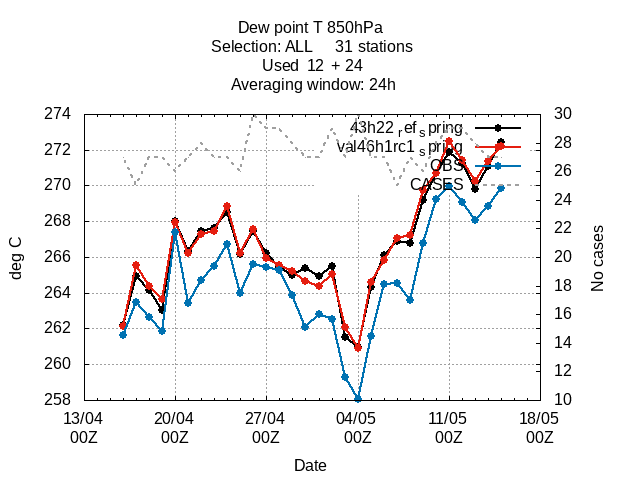 Dew point T 850hPa
Selection: ALL 31 stations
Used 12 + 24
Averaging window: 24h
274
272
270
268
266
264
262
260
258
deg C
30
28
26
24
22
20
18
16
14
12
10
No cases
43h22_ref_spring
val46h1rc1_spring
OBS
CASES
13/04 20/04 27/04 04/05 11/05 18/05
00Z 00Z 00Z 00Z 00Z 00Z
Date